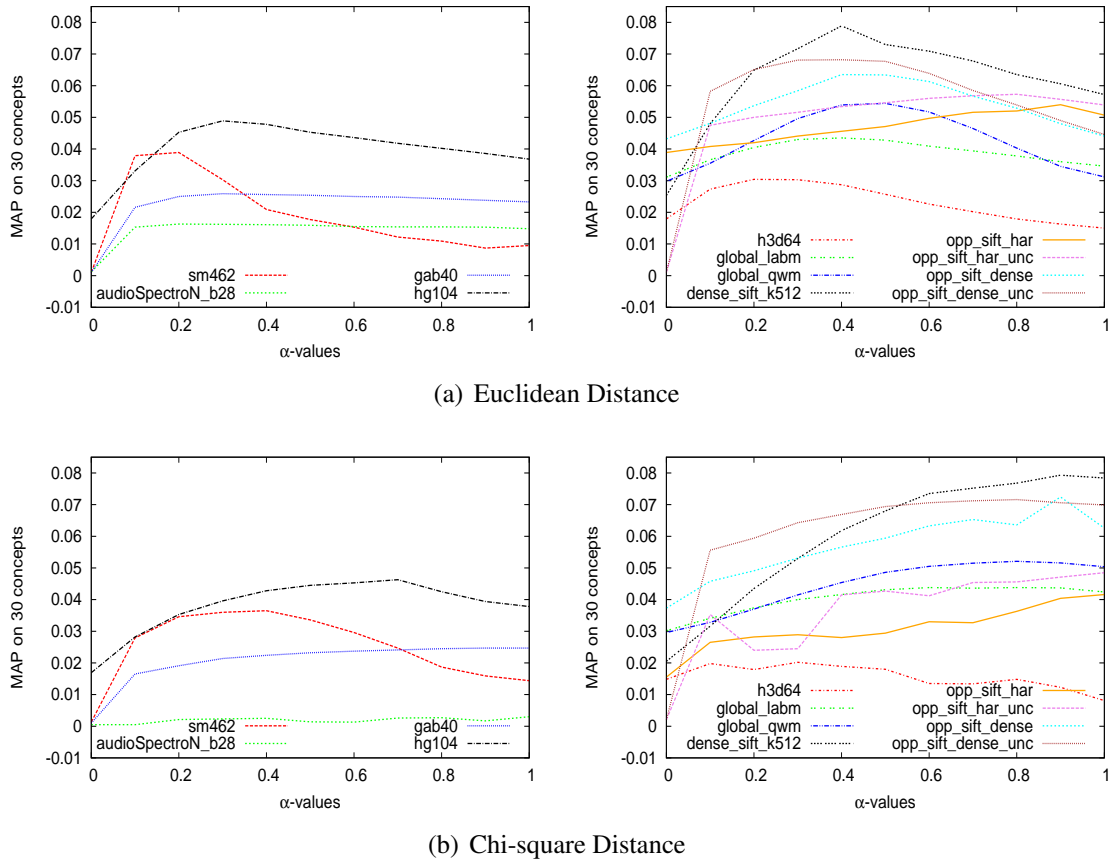 0.08
0.07
0.06
0.05
0.04
0.03
0.02
0.01
0
-0.01
MAP on 30 concepts
sm462
audioSpectroN_b28
gab40
hg104
0 0.2 0.4 0.6 0.8 1
α-values
0.08
0.07
0.06
0.05
0.04
0.03
0.02
0.01
0
-0.01
MAP on 30 concepts
h3d64
global_labm
global_qwm
dense_sift_k512
opp_sift_har
opp_sift_har_unc
opp_sift_dense
opp_sift_dense_unc
0 0.2 0.4 0.6 0.8 1
α-values
(a) Euclidean Distance
0.08
0.07
0.06
0.05
0.04
0.03
0.02
0.01
0
-0.01
MAP on 30 concepts
sm462
audioSpectroN_b28
gab40
hg104
0 0.2 0.4 0.6 0.8 1
α-values
0.08
0.07
0.06
0.05
0.04
0.03
0.02
0.01
0
-0.01
MAP on 30 concepts
h3d64
global_labm
global_qwm
dense_sift_k512
opp_sift_har
opp_sift_har_unc
opp_sift_dense
opp_sift_dense_unc
0 0.2 0.4 0.6 0.8 1
α-values
(b) Chi-square Distance